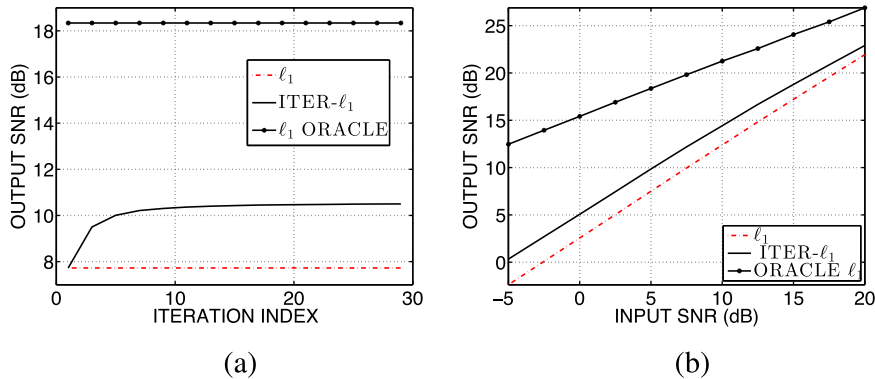 18
16
14
12
10
8
0
10
20
30
OUTPUT SNR (dB)
ITERATION INDEX
ℓ1
ITER-ℓ1
ℓ1 ORACLE
(a)
25
20
15
10
5
0
-5
0
5
10
15
20
OUTPUT SNR (dB)
INPUT SNR (dB)
ℓ1
ITER-ℓ1
ORACLE ℓ1
(b)